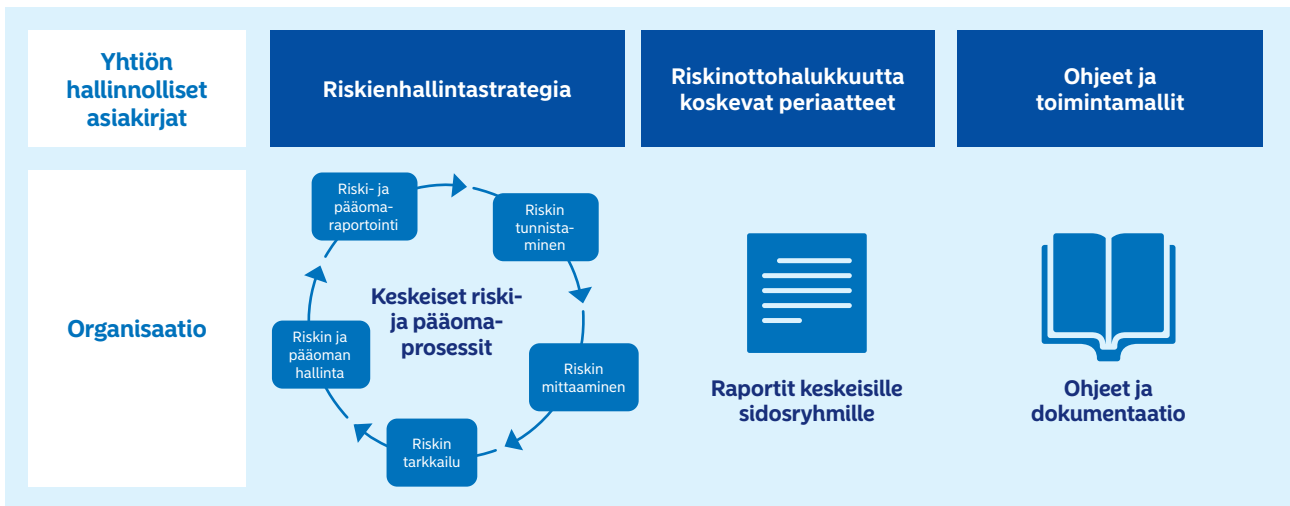 Yhtiön
hallinnolliset
asiakirjat
Riskienhallintastrategia
Riskinottohalukkuutta
koskevat periaatteet
Ohjeet ja
toimintamallit
Organisaatio
Riski- ja
pääoma-
raportointi
Riskin
tunnista-
minen
Keskeiset riski-
ja pääoma-
prosessit
Riskin ja
pääoman
hallinta
Riskin
mittaaminen
Riskin
tarkkailu
Raportit keskeisille
sidosryhmille
Ohjeet ja
dokumentaatio